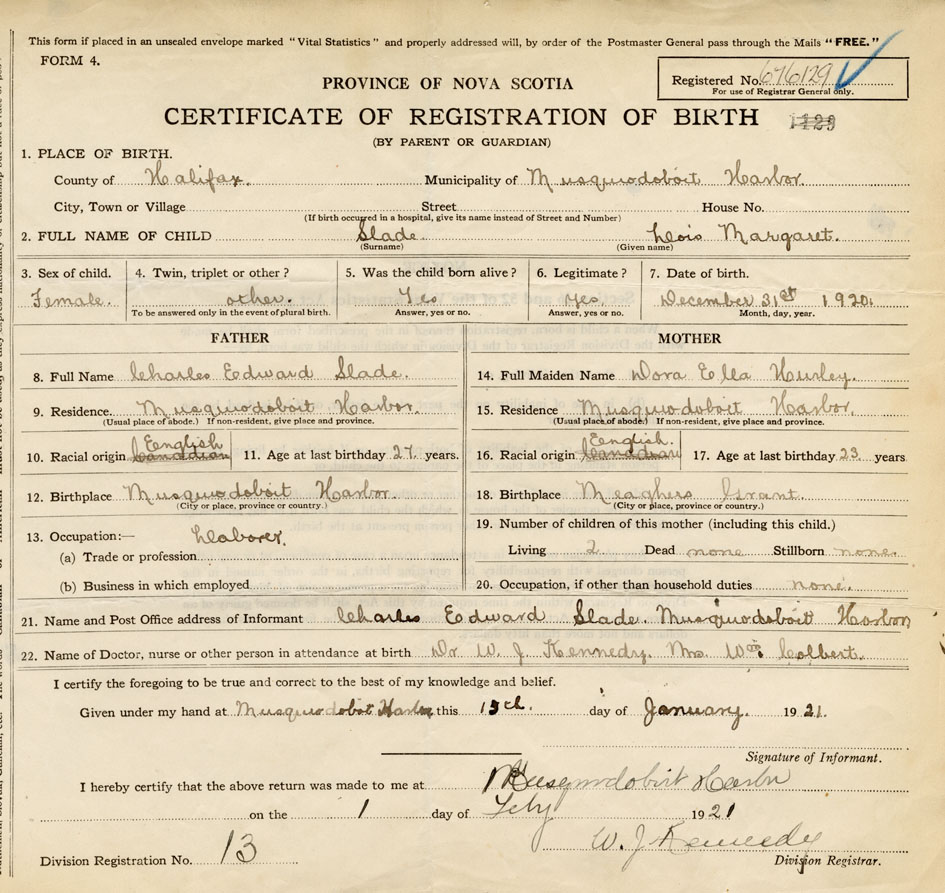 This form if placed in an unsealed envelope marked "Vital Statistics" and properly addressed will, by order of the Postmaster General pass through the Mails "FREE."
FORM 4.
Registered No. 676129
For use of Registrar General only.
PROVINCE OF NOVA SCOTIA
CERTIFICATE OF REGISTRATION OF BIRTH
(BY PARENT OR GUARDIAN)
1. PLACE OF BIRTH.
County of Halifax. Municipality of Musquodoboit Harbor.
City, Town or Village Street House No.
(If birth occured in a hospital, give its name instead of Street and Number)
2. FULL NAME OF CHILD Slade. Lois Margaret.
(Surname) (Given name)
3. Sex of child. 4. Twin, triplet or other? 5. Was the child born alive? 6. Legitimate? 7. Date of birth.
Female. other. Yes Yes. December 31st 1920.
To be answered only in the event of plural birth. Answer, yes or no. Answer, yes or no. Month, day, year.
FATHER
8. Full Name Charles Edward Slade.
9. Residence. Musquodoboit Harbor.
(Usual place of abode.) If non-resident, give place and province.
English
10. Racial origin Canadian 11. Age at last birthday 27 years.
12. Birthplace Musquodoboit Harbor.
(City or place, province or country.)
13. Occupation:— Laborer.
(a) Trade or profession
(b) Business in which employed
MOTHER
14. Full Maiden Name Dora Ella Hurley.
15. Residence Musquodoboit Harbor.
(Usual place of abode.) If non-resident, give place and province.
English.
16. Racial origin Canadian 17. Age at last birthday 23 years
18. Birthplace Meaghers Grant.
(City or place, province or country.)
19. Number of children of this mother (including this child.)
Living 2 Dead none Stillborn none.
20. Occupation, if other than household duties none.
21. Name and Post Office address of Informant Charles Edward Slade. Musquodoboit Harbor
22. Name of Doctor, nurse or other person in attendance at birth Dr W. J. Kennedy. Mrs Wm Colbert.
I certify the foregoing to be true and correct to the best of my knowledge and belief.
Given under my hand at Musquodoboit Harbor this 15th. day of January. 1921.
Signature of Informant.
I hereby certify that the above return was made to me at Musquodoboit Harbor
on the 1 day of Feby 1921
W. J. Kennedy
Division Registration No. 13 Division Registrar.